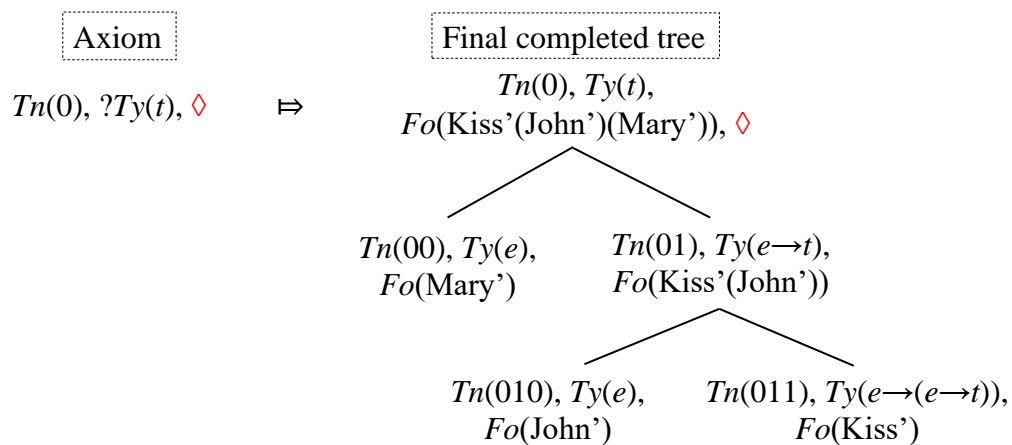 Axiom
Final completed tree
Tn(0), ?Ty(t), ◊
⤇
Tn(0), Ty(t),
Fo(Kiss’(John’)(Mary’)), ◊
Tn(00), Ty(e),
Fo(Mary’)
Tn(01), Ty(e→t),
Fo(Kiss’(John’))
Tn(010), Ty(e),
Fo(John’)
Tn(011), Ty(e→(e→t)),
Fo(Kiss’)